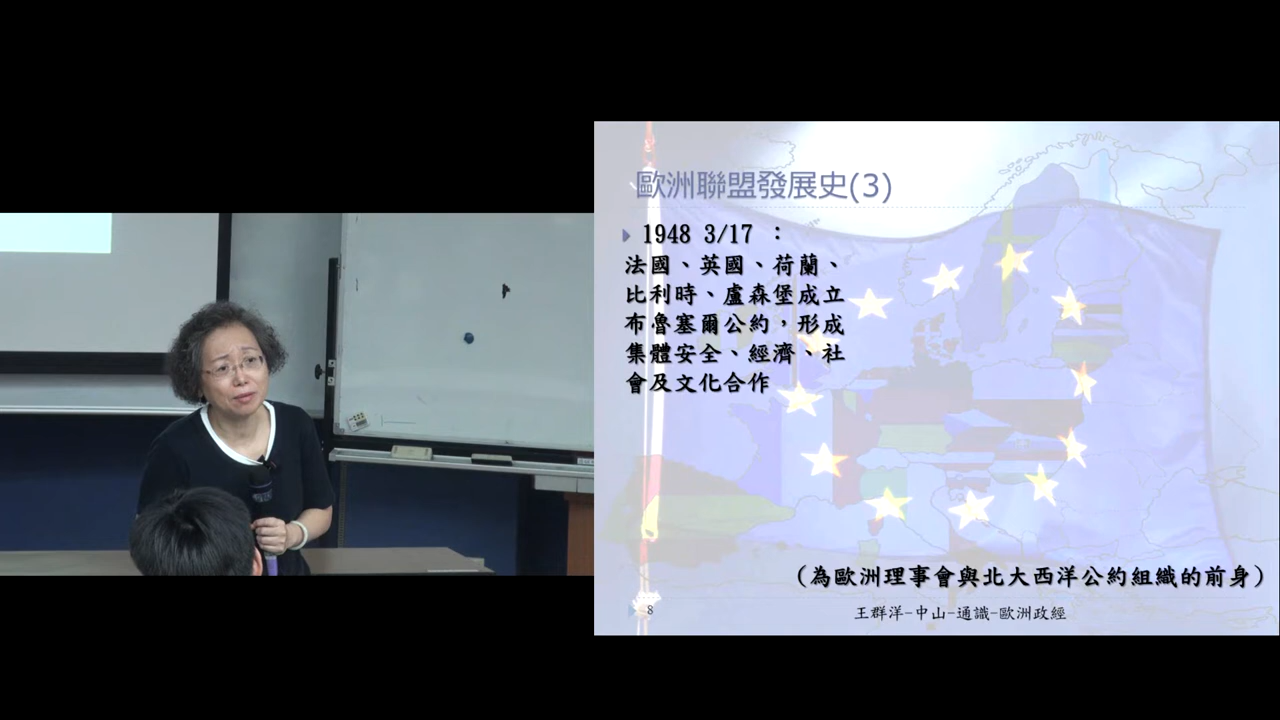 歐洲聯盟發展史(3)
1948 3/17 ：
法國、英國、荷蘭、
比利時、盧森堡成立
布魯塞爾公約，形成
集體安全、經濟、社
會及文化合作
(為歐洲理事會與北大西洋公約組織的前身)
8
王群洋-中山-通識-歐洲政經